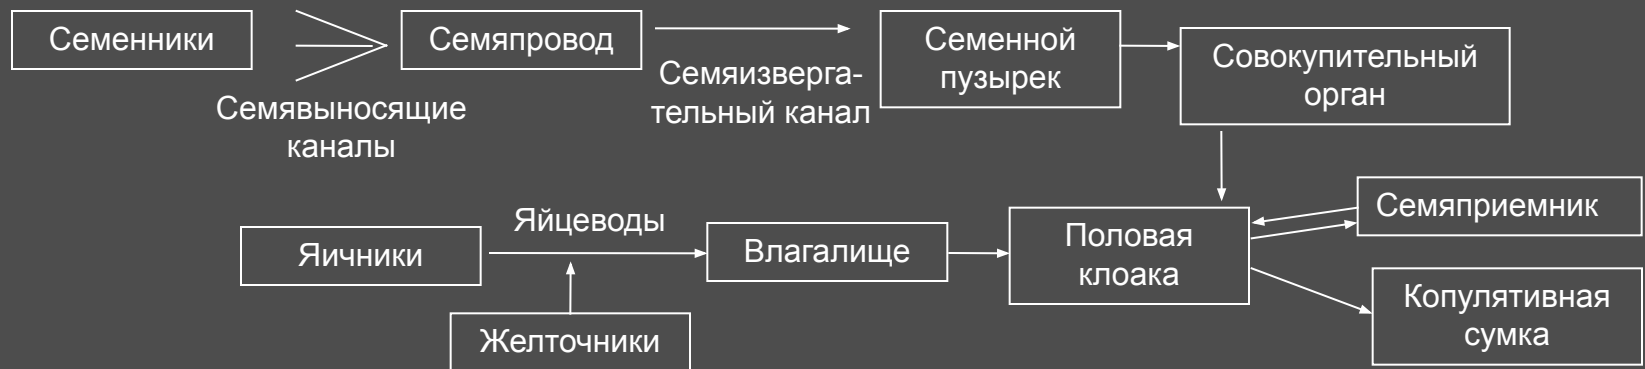 Семенники
Семявыносящие
каналы
Семяпровод
Семяизверга-
тельный канал
Семенной
пузырек
Совокупительный
орган
Яичники
Яйцеводы
Желточники
Влагалище
Половая
клоака
Семяприемник
Копулятивная
сумка